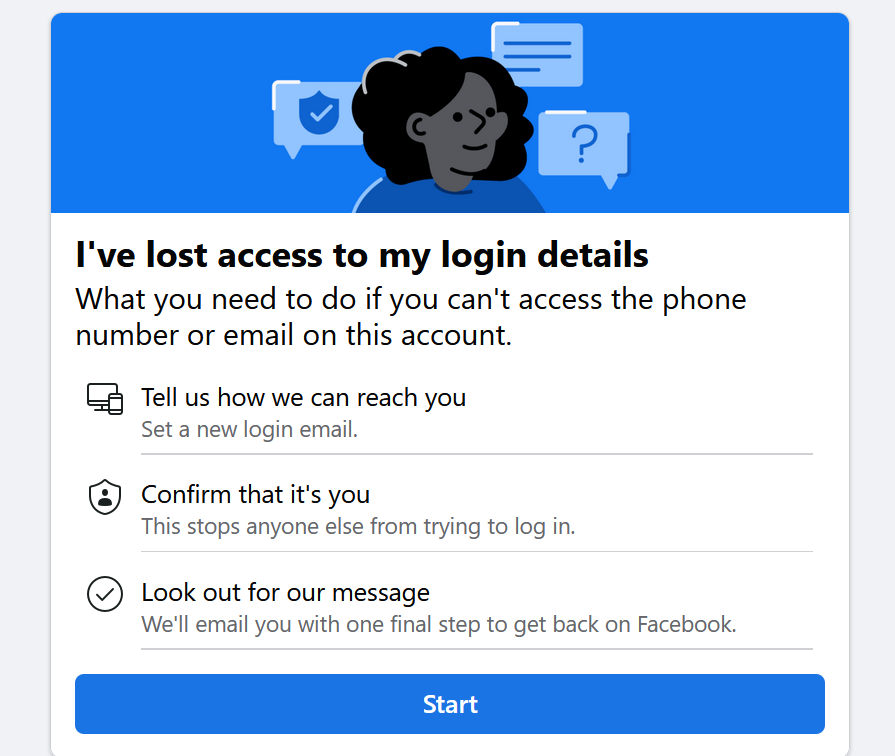 ?
I've lost access to my login details
What you need to do if you can't access the phone
number or email on this account.
Tell us how we can reach you
Set a new login email.
Confirm that it's you
This stops anyone else from trying to log in.
Look out for our message
We'll email you with one final step to get back on Facebook.
Start